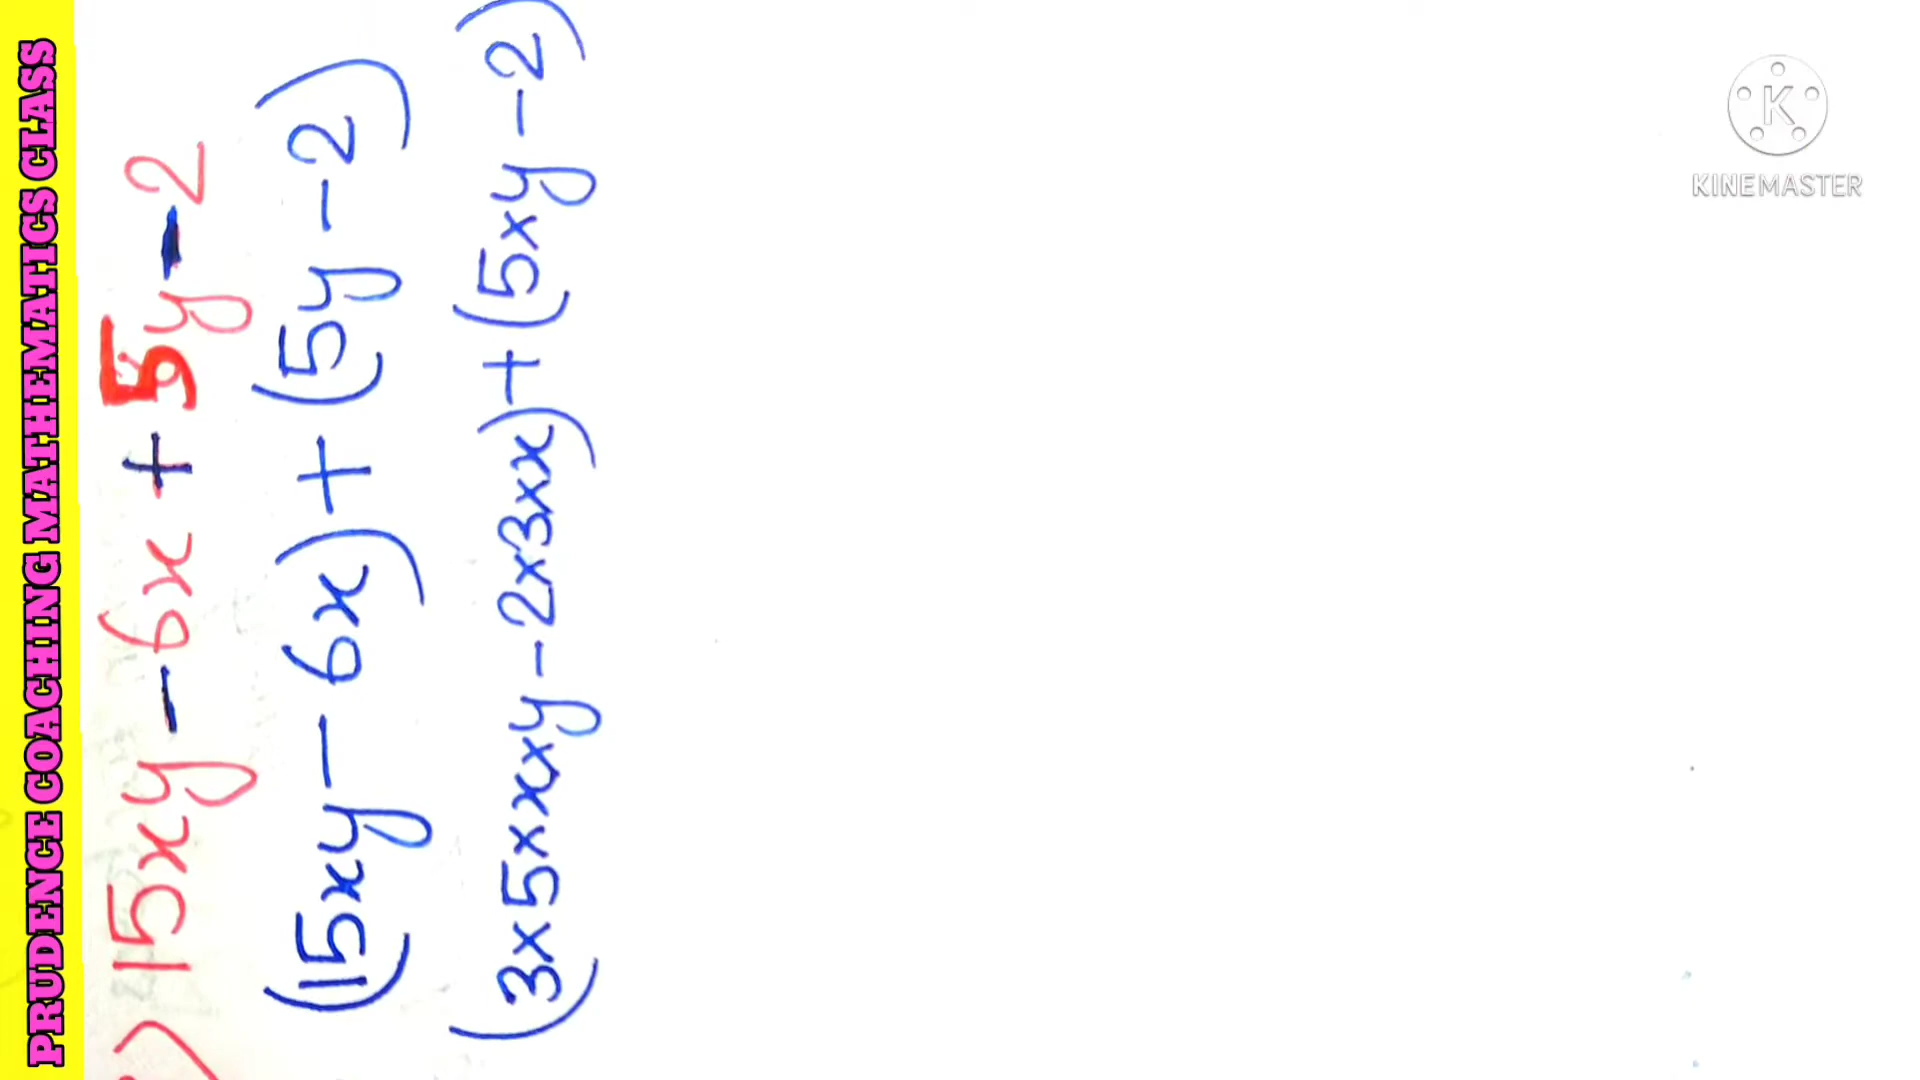 PRUDENCE COACHING MATHEMATICS CLASS
) 15xy - 6x + 5y - 2
(15xy - 6x) + (5y - 2)
(3×5×x×y - 2×3×x) + (5×y - 2)
K
KINEMASTER